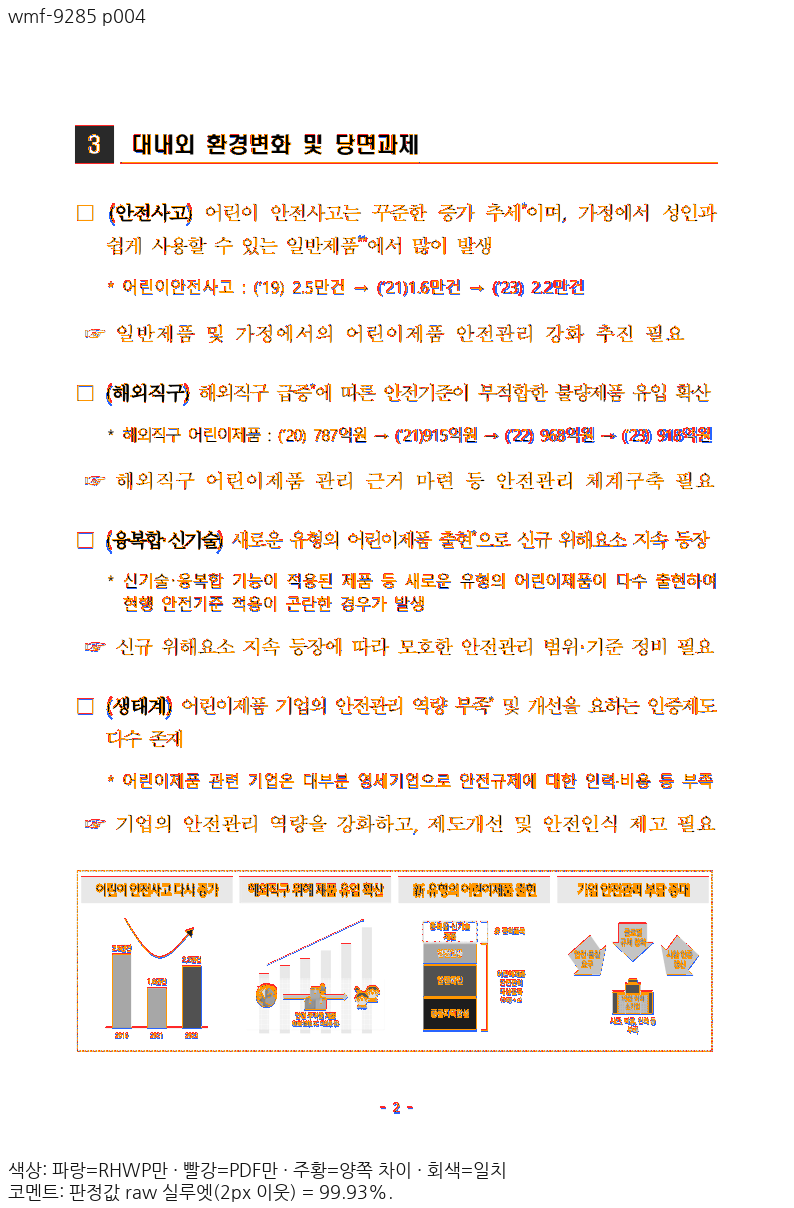 wmf-9285 p004
3 대내외 환경변화 및 당면과제
□ (안전사고) 어린이 안전사고는 꾸준한 증가 추세*이며, 가정에서 성인과
쉽게 사용할 수 있는 일반제품**에서 많이 발생
* 어린이안전사고 : ('19) 2.5만건 → ('21)1.6만건 → ('23) 2.2만건
☞ 일반제품 및 가정에서의 어린이제품 안전관리 강화 추진 필요
□ (해외직구) 해외직구 급증*에 따른 안전기준이 부적합한 불량제품 유입 확산
* 해외직구 어린이제품 : ('20) 787억원 → ('21)915억원 → ('22) 968억원 → ('23) 918억원
☞ 해외직구 어린이제품 관리 근거 마련 등 안전관리 체계구축 필요
□ (융복합·신기술) 새로운 유형의 어린이제품 출현*으로 신규 위해요소 지속 등장
* 신기술·융복합 기능이 적용된 제품 등 새로운 유형의 어린이제품이 다수 출현하여
현행 안전기준 적용이 곤란한 경우가 발생
☞ 신규 위해요소 지속 등장에 따라 모호한 안전관리 범위·기준 정비 필요
□ (생태계) 어린이제품 기업의 안전관리 역량 부족* 및 개선을 요하는 인증제도
다수 존재
* 어린이제품 관련 기업은 대부분 영세기업으로 안전규제에 대한 인력·비용 등 부족
☞ 기업의 안전관리 역량을 강화하고, 제도개선 및 안전인식 제고 필요
어린이 안전사고 다시 증가
해외직구 위해 제품 유입 확산
新 유형의 어린이제품 출현
기업 안전관리 부담 증대
안전확인
공급자적합성
- 2 -
색상: 파랑=RHWP만 · 빨강=PDF만 · 주황=양쪽 차이 · 회색=일치
코멘트: 판정값 raw 실루엣(2px 이웃) = 99.93%.